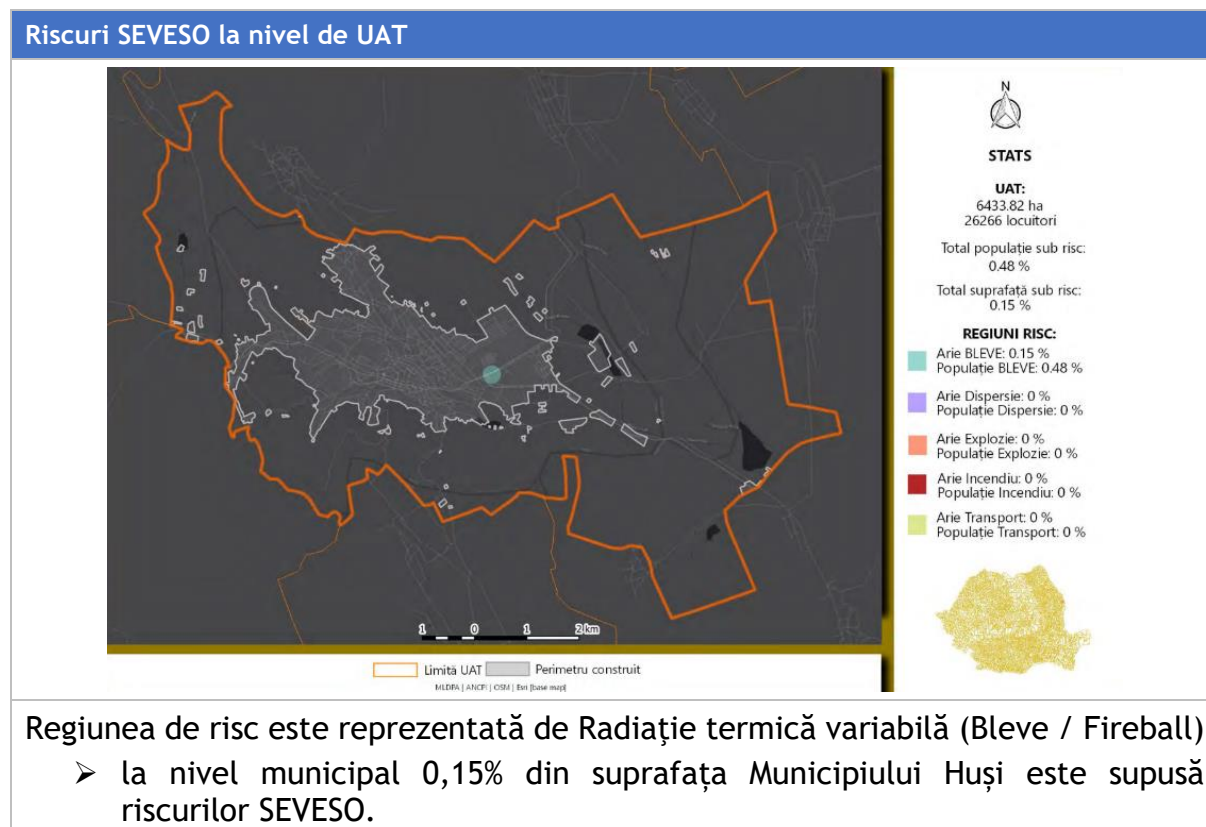 Riscuri SEVESO la nivel de UAT
N
STATS
UAT:
6433.82 ha
26266 locuitori
Total populație sub risc:
0.48 %
Total suprafață sub risc:
0.15 %
REGIUNI RISC:
Arie BLEVE: 0.15 %
Populație BLEVE: 0.48 %
Arie Dispersie: 0 %
Populație Dispersie: 0 %
Arie Explozie: 0 %
Populație Explozie: 0 %
Arie Incendiu: 0 %
Populație Incendiu: 0 %
Arie Transport: 0 %
Populație Transport: 0 %
1 0 1 2 km
Limită UAT Perimetru construit
MLDPA | ANCPI | OSM | Esri [base map]
Regiunea de risc este reprezentată de Radiație termică variabilă (Bleve / Fireball)
➢ la nivel municipal 0,15% din suprafața Municipiului Huși este supusă
riscurilor SEVESO.